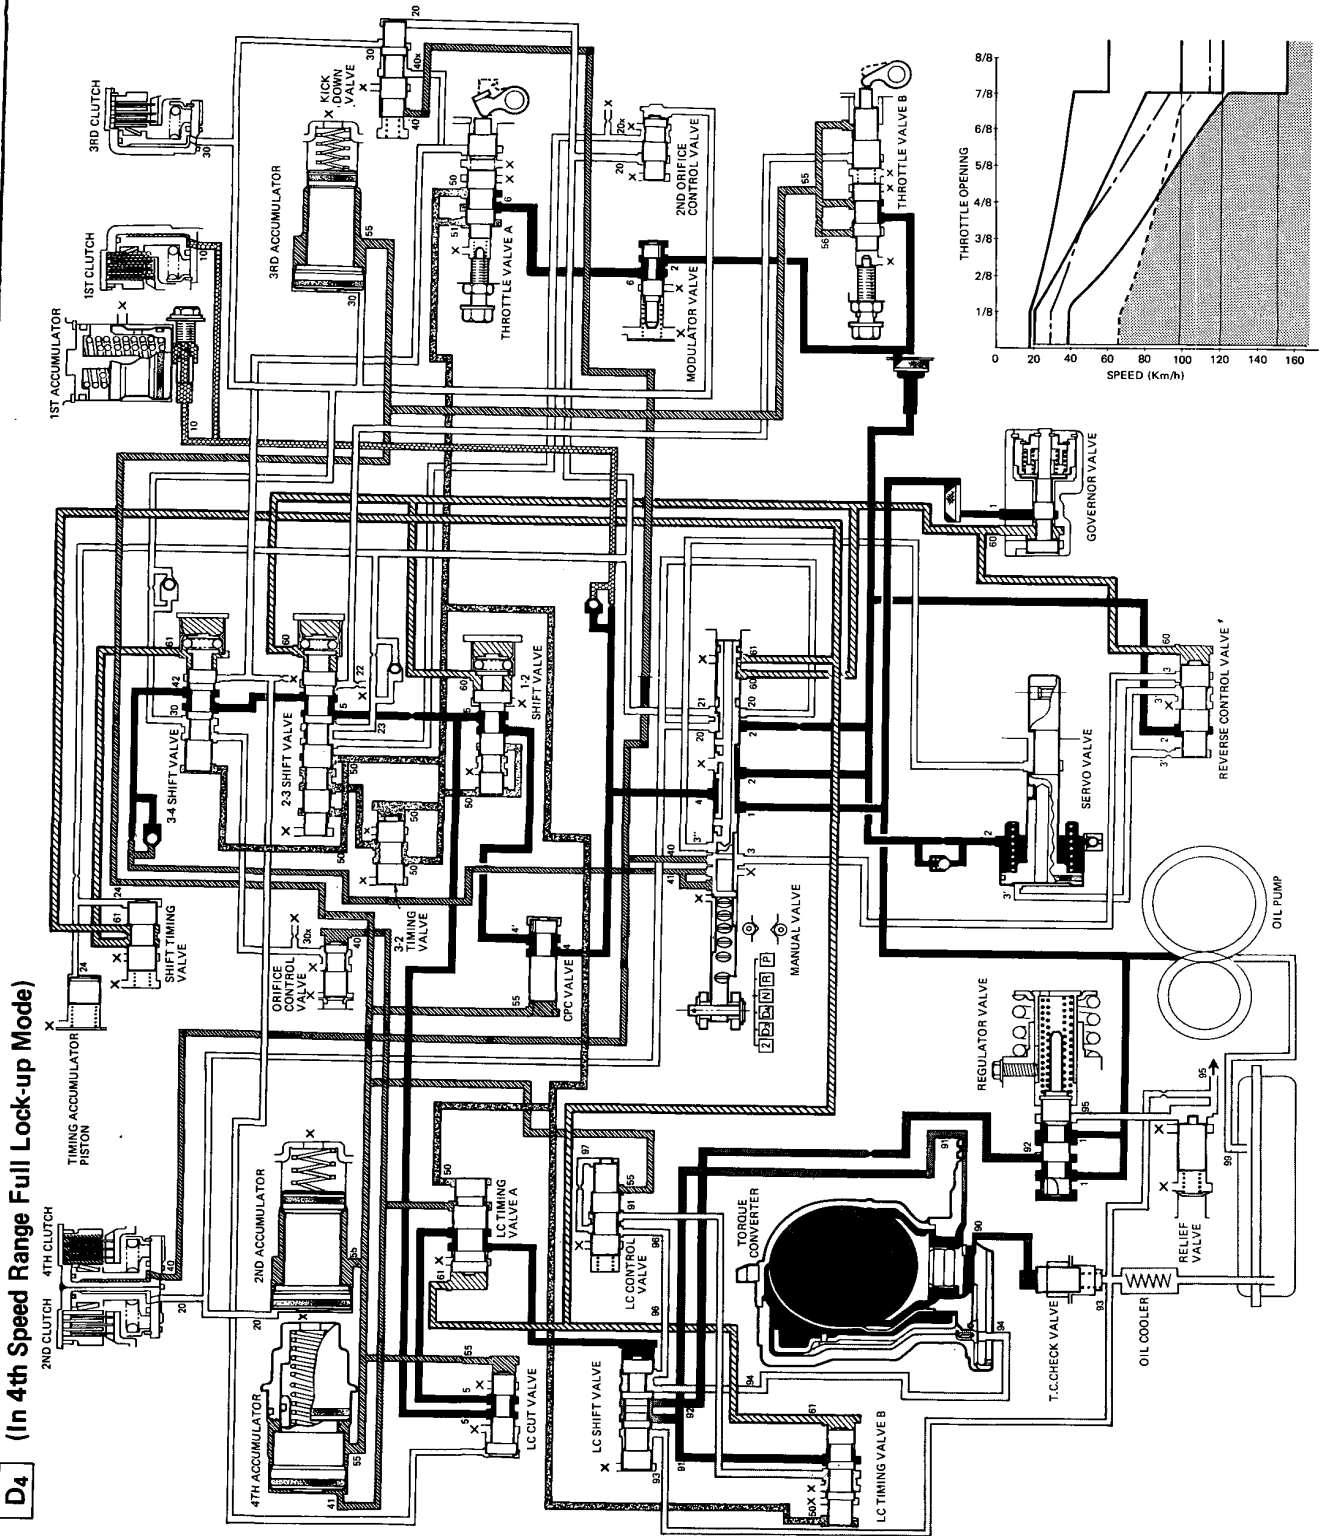 D4 (In 4th Speed Range Full Lock-up Mode)
2ND CLUTCH
4TH CLUTCH
TIMING ACCUMULATOR
PISTON
SHIFT TIMING
VALVE
3-4 SHIFT VALVE
1ST ACCUMULATOR
1ST CLUTCH
3RD CLUTCH
4TH ACCUMULATOR
2ND ACCUMULATOR
ORIFICE
CONTROL
VALVE
2-3 SHIFT VALVE
3RD ACCUMULATOR
KICK
DOWN
VALVE
3-2
TIMING
VALVE
1-2
SHIFT VALVE
THROTTLE VALVE A
LC CUT VALVE
LC TIMING
VALVE A
CPC VALVE
LC SHIFT VALVE
LC CONTROL
VALVE
MODULATOR VALVE
2ND ORIFICE
CONTROL VALVE
TORQUE
CONVERTER
MANUAL VALVE
2 D3 D4 N R P
LC TIMING VALVE B
THROTTLE VALVE B
REGULATOR VALVE
SERVO VALVE
GOVERNOR VALVE
T.C.CHECK VALVE
OIL COOLER
RELIEF
VALVE
OIL PUMP
REVERSE CONTROL VALVE
THROTTLE OPENING
8/8
7/8
6/8
5/8
4/8
3/8
2/8
1/8
0
0 20 40 60 80 100 120 140 160
SPEED (Km/h)